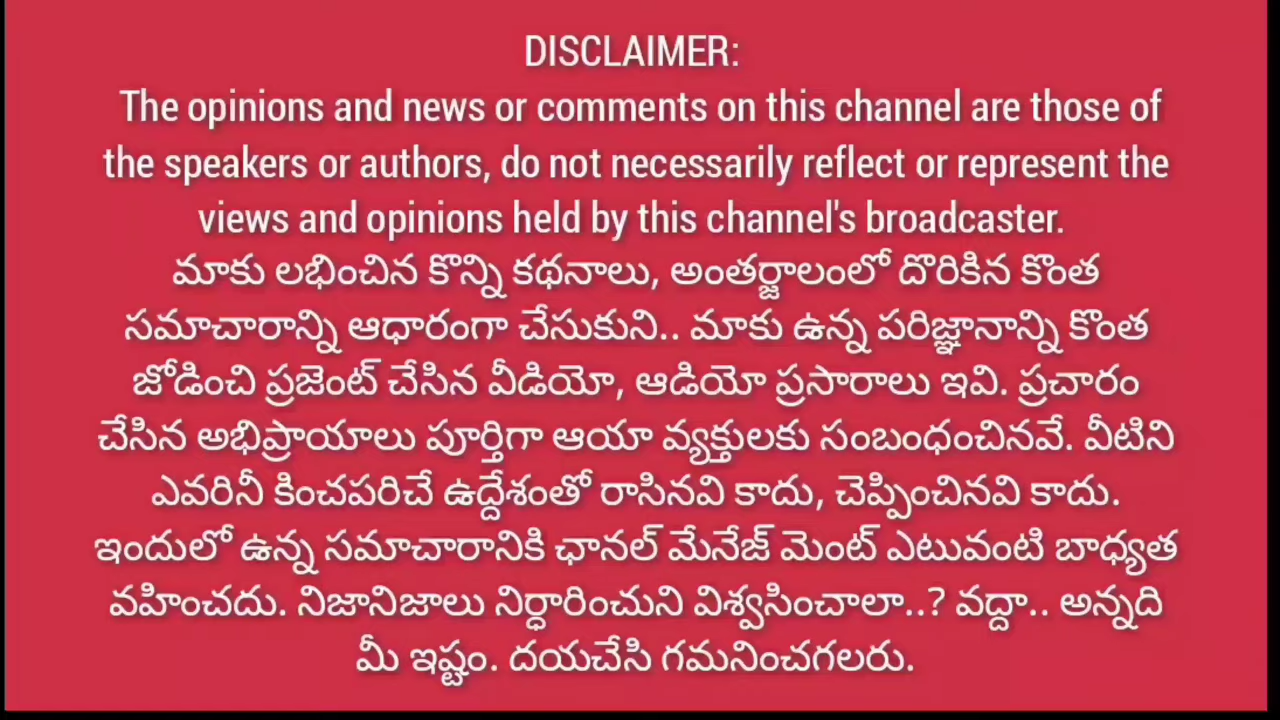 DISCLAIMER:
The opinions and news or comments on this channel are those of
the speakers or authors, do not necessarily reflect or represent the
views and opinions held by this channel's broadcaster.
మాకు లభించిన కొన్ని కథనాలు, అంతర్జాలంలో దొరికిన కొంత
సమాచారాన్ని ఆధారంగా చేసుకుని.. మాకు ఉన్న పరిజ్ఞానాన్ని కొంత
జోడించి ప్రజెంట్ చేసిన వీడియో, ఆడియో ప్రసారాలు ఇవి. ప్రచారం
చేసిన అభిప్రాయాలు పూర్తిగా ఆయా వ్యక్తులకు సంబంధంచినవే. వీటిని
ఎవరినీ కించపరిచే ఉద్దేశంతో రాసినవి కాదు, చెప్పించినవి కాదు.
ఇందులో ఉన్న సమాచారానికి ఛానల్ మేనేజ్ మెంట్ ఎటువంటి బాధ్యత
వహించదు. నిజానిజాలు నిర్ధారించుని విశ్వసించాలా..? వద్దా.. అన్నది
మీ ఇష్టం. దయచేసి గమనించగలరు.